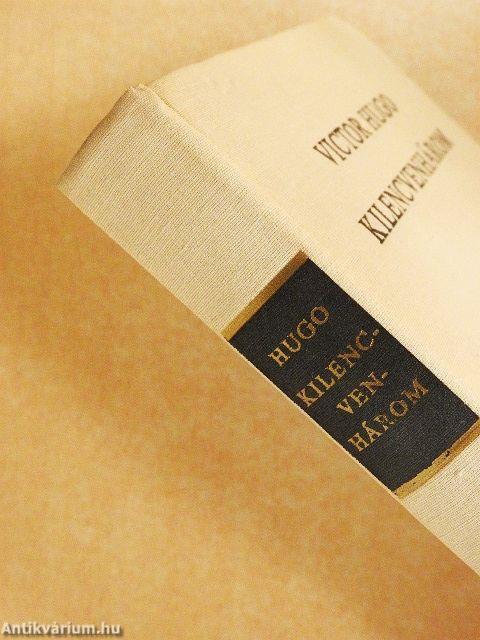 VICTOR HUGO
KILENCVENHÁROM
HUGO
KILENC-
VEN-
HÁROM
Antikvárium.hu